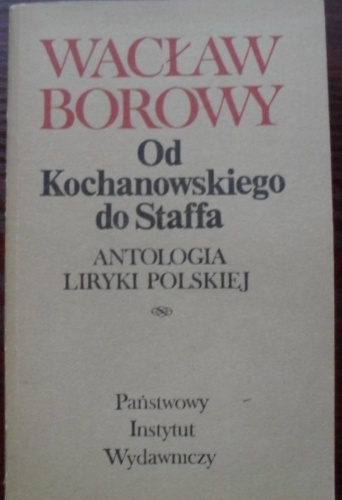 WACŁAW
BOROWY
Od
Kochanowskiego
do Staffa
ANTOLOGIA
LIRYKI POLSKIEJ
Państwowy
Instytut
Wydawniczy